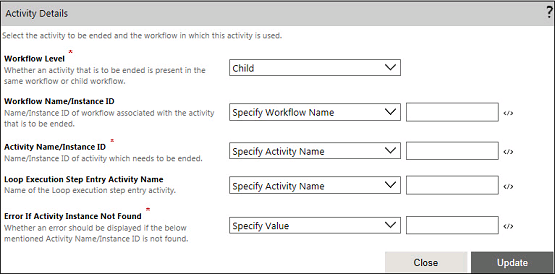 Activity Details
?
Select the activity to be ended and the workflow in which this activity is used.
Workflow Level *
Whether an activity that is to be ended is present in the same workflow or child workflow.
Child
Workflow Name/Instance ID
Name/Instance ID of workflow associated with the activity that is to be ended.
Specify Workflow Name
</>
Activity Name/Instance ID *
Name/Instance ID of activity which needs to be ended.
Specify Activity Name
</>
Loop Execution Step Entry Activity Name
Name of the Loop execution step entry activity.
Specify Activity Name
</>
Error If Activity Instance Not Found *
Whether an error should be displayed if the below mentioned Activity Name/Instance ID is not found.
Specify Value
</>
Close
Update